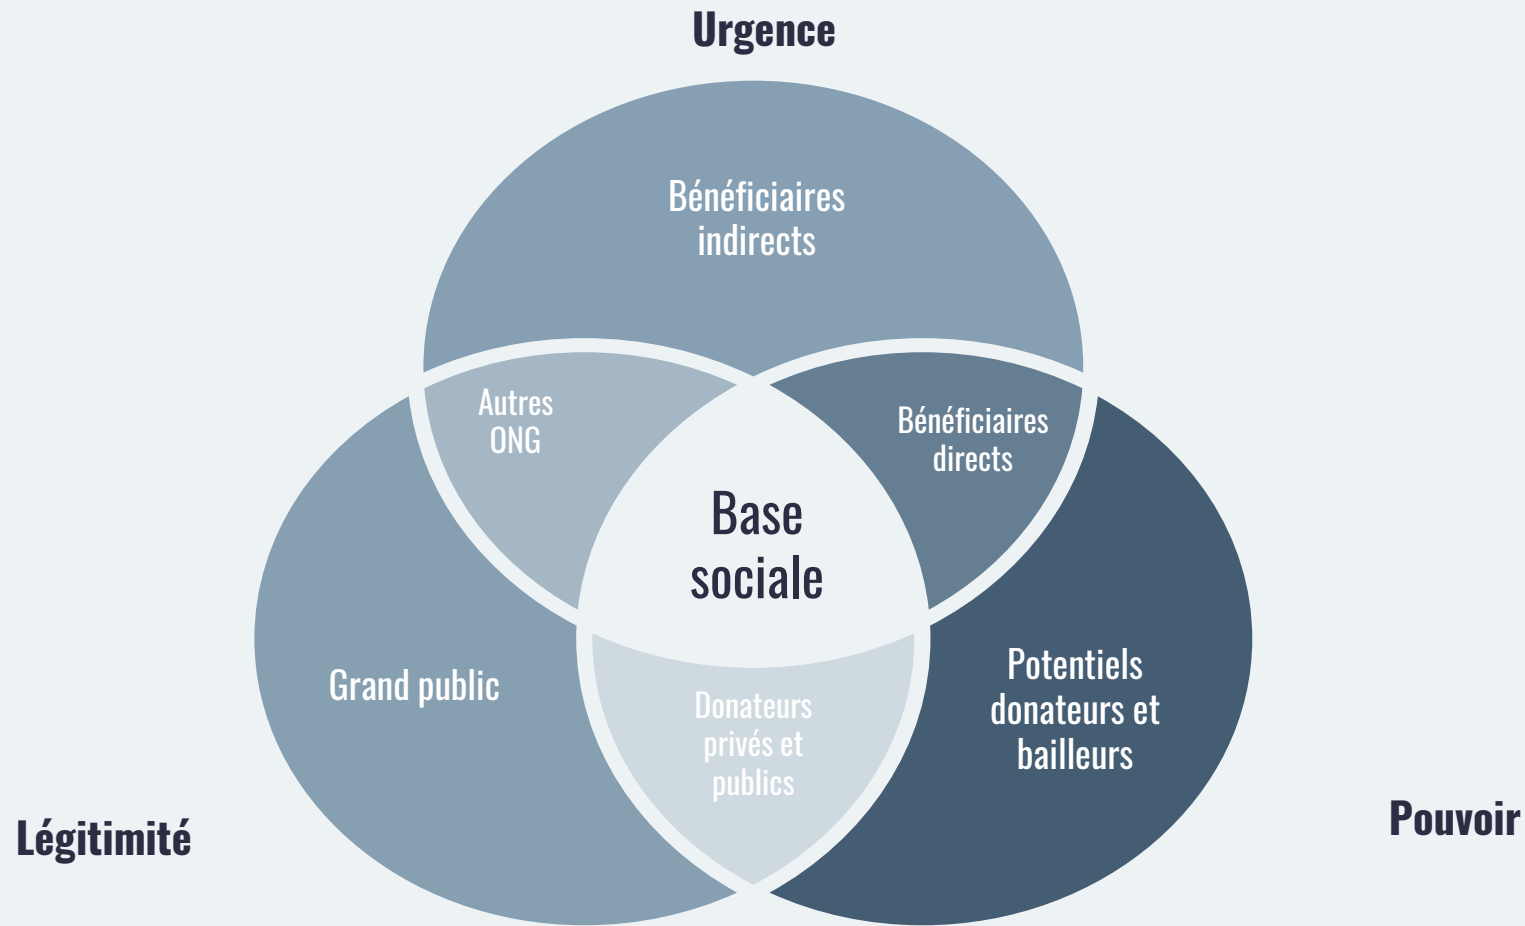 Urgence
Bénéficiaires
indirects
Autres
ONG
Bénéficiaires
directs
Base
sociale
Grand public
Potentiels
donateurs et
bailleurs
Donateurs
privés et
publics
Légitimité
Pouvoir